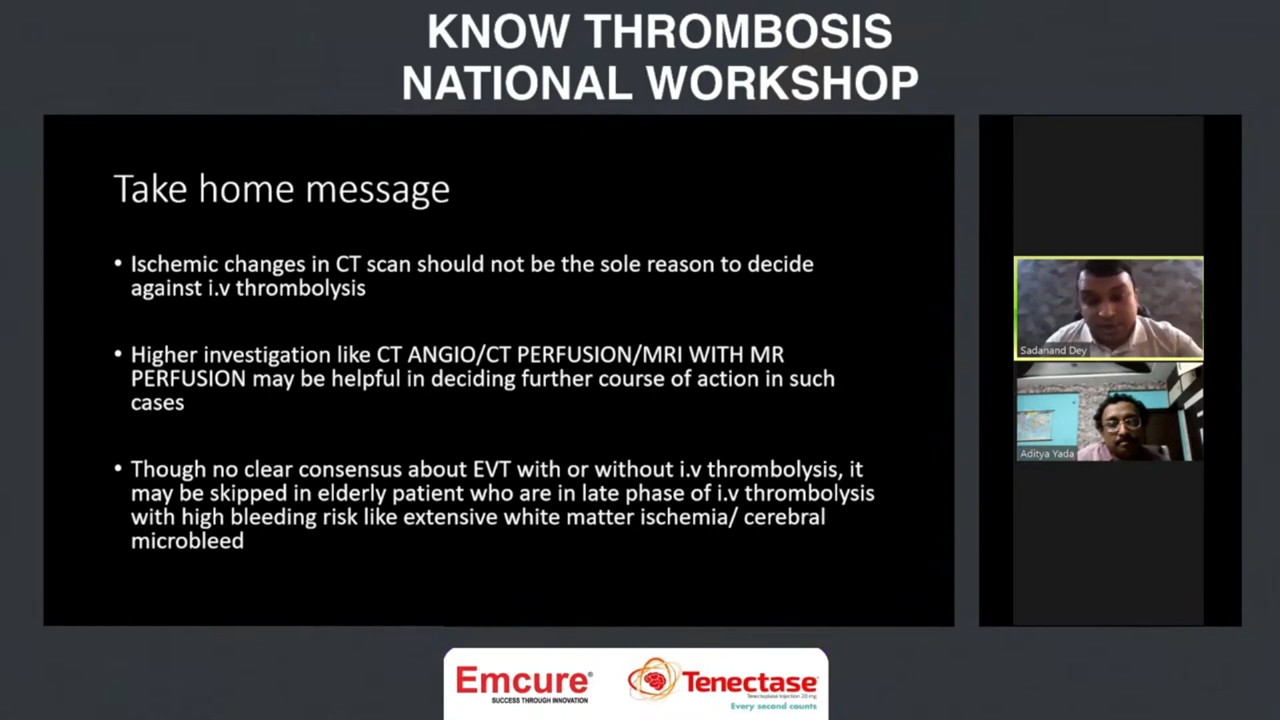 KNOW THROMBOSIS
NATIONAL WORKSHOP
Take home message
• Ischemic changes in CT scan should not be the sole reason to decide
against i.v thrombolysis
• Higher investigation like CT ANGIO/CT PERFUSION/MRI WITH MR
PERFUSION may be helpful in deciding further course of action in such
cases
• Though no clear consensus about EVT with or without i.v thrombolysis, it
may be skipped in elderly patient who are in late phase of i.v thrombolysis
with high bleeding risk like extensive white matter ischemia/ cerebral
microbleed
Sadanand Dey
Aditya Yada
Emcure®
SUCCESS THROUGH INNOVATION
Tenectase
Tenecteplase Injection 20 mg
Every second counts